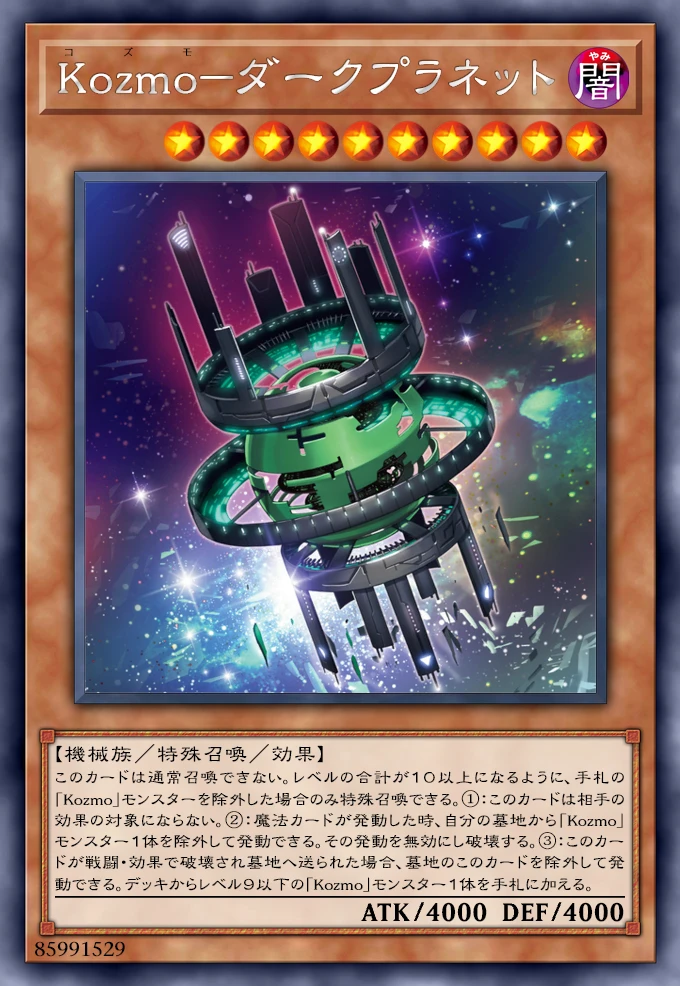 コズモ
Kozmo－ダークプラネット
やみ
闇
【機械族／特殊召喚／効果】
このカードは通常召喚できない。レベルの合計が１０以上になるように、手札の
「Kozmo」モンスターを除外した場合のみ特殊召喚できる。①：このカードは相手の
効果の対象にならない。②：魔法カードが発動した時、自分の墓地から「Kozmo」
モンスター１体を除外して発動できる。その発動を無効にし破壊する。③：このカー
ドが戦闘・効果で破壊され墓地へ送られた場合、墓地のこのカードを除外して発
動できる。デッキからレベル９以下の「Kozmo」モンスター１体を手札に加える。
ATK/4000 DEF/4000
85991529